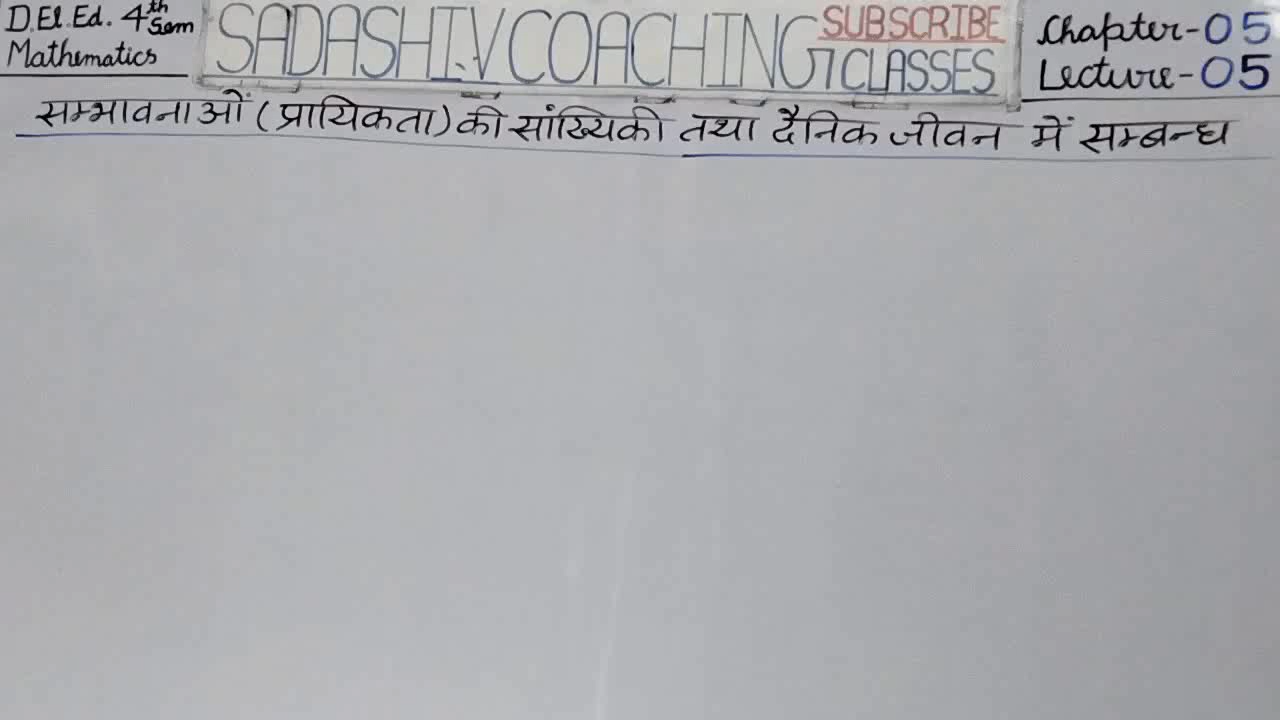 D.El.Ed. 4th Sem
Mathematics
SADASHIV COACHING CLASSES
SUBSCRIBE
Chapter-05
Lecture-05
सम्भावनाओं (प्रायिकता) की सांख्यिकी तथा दैनिक जीवन में सम्बन्ध